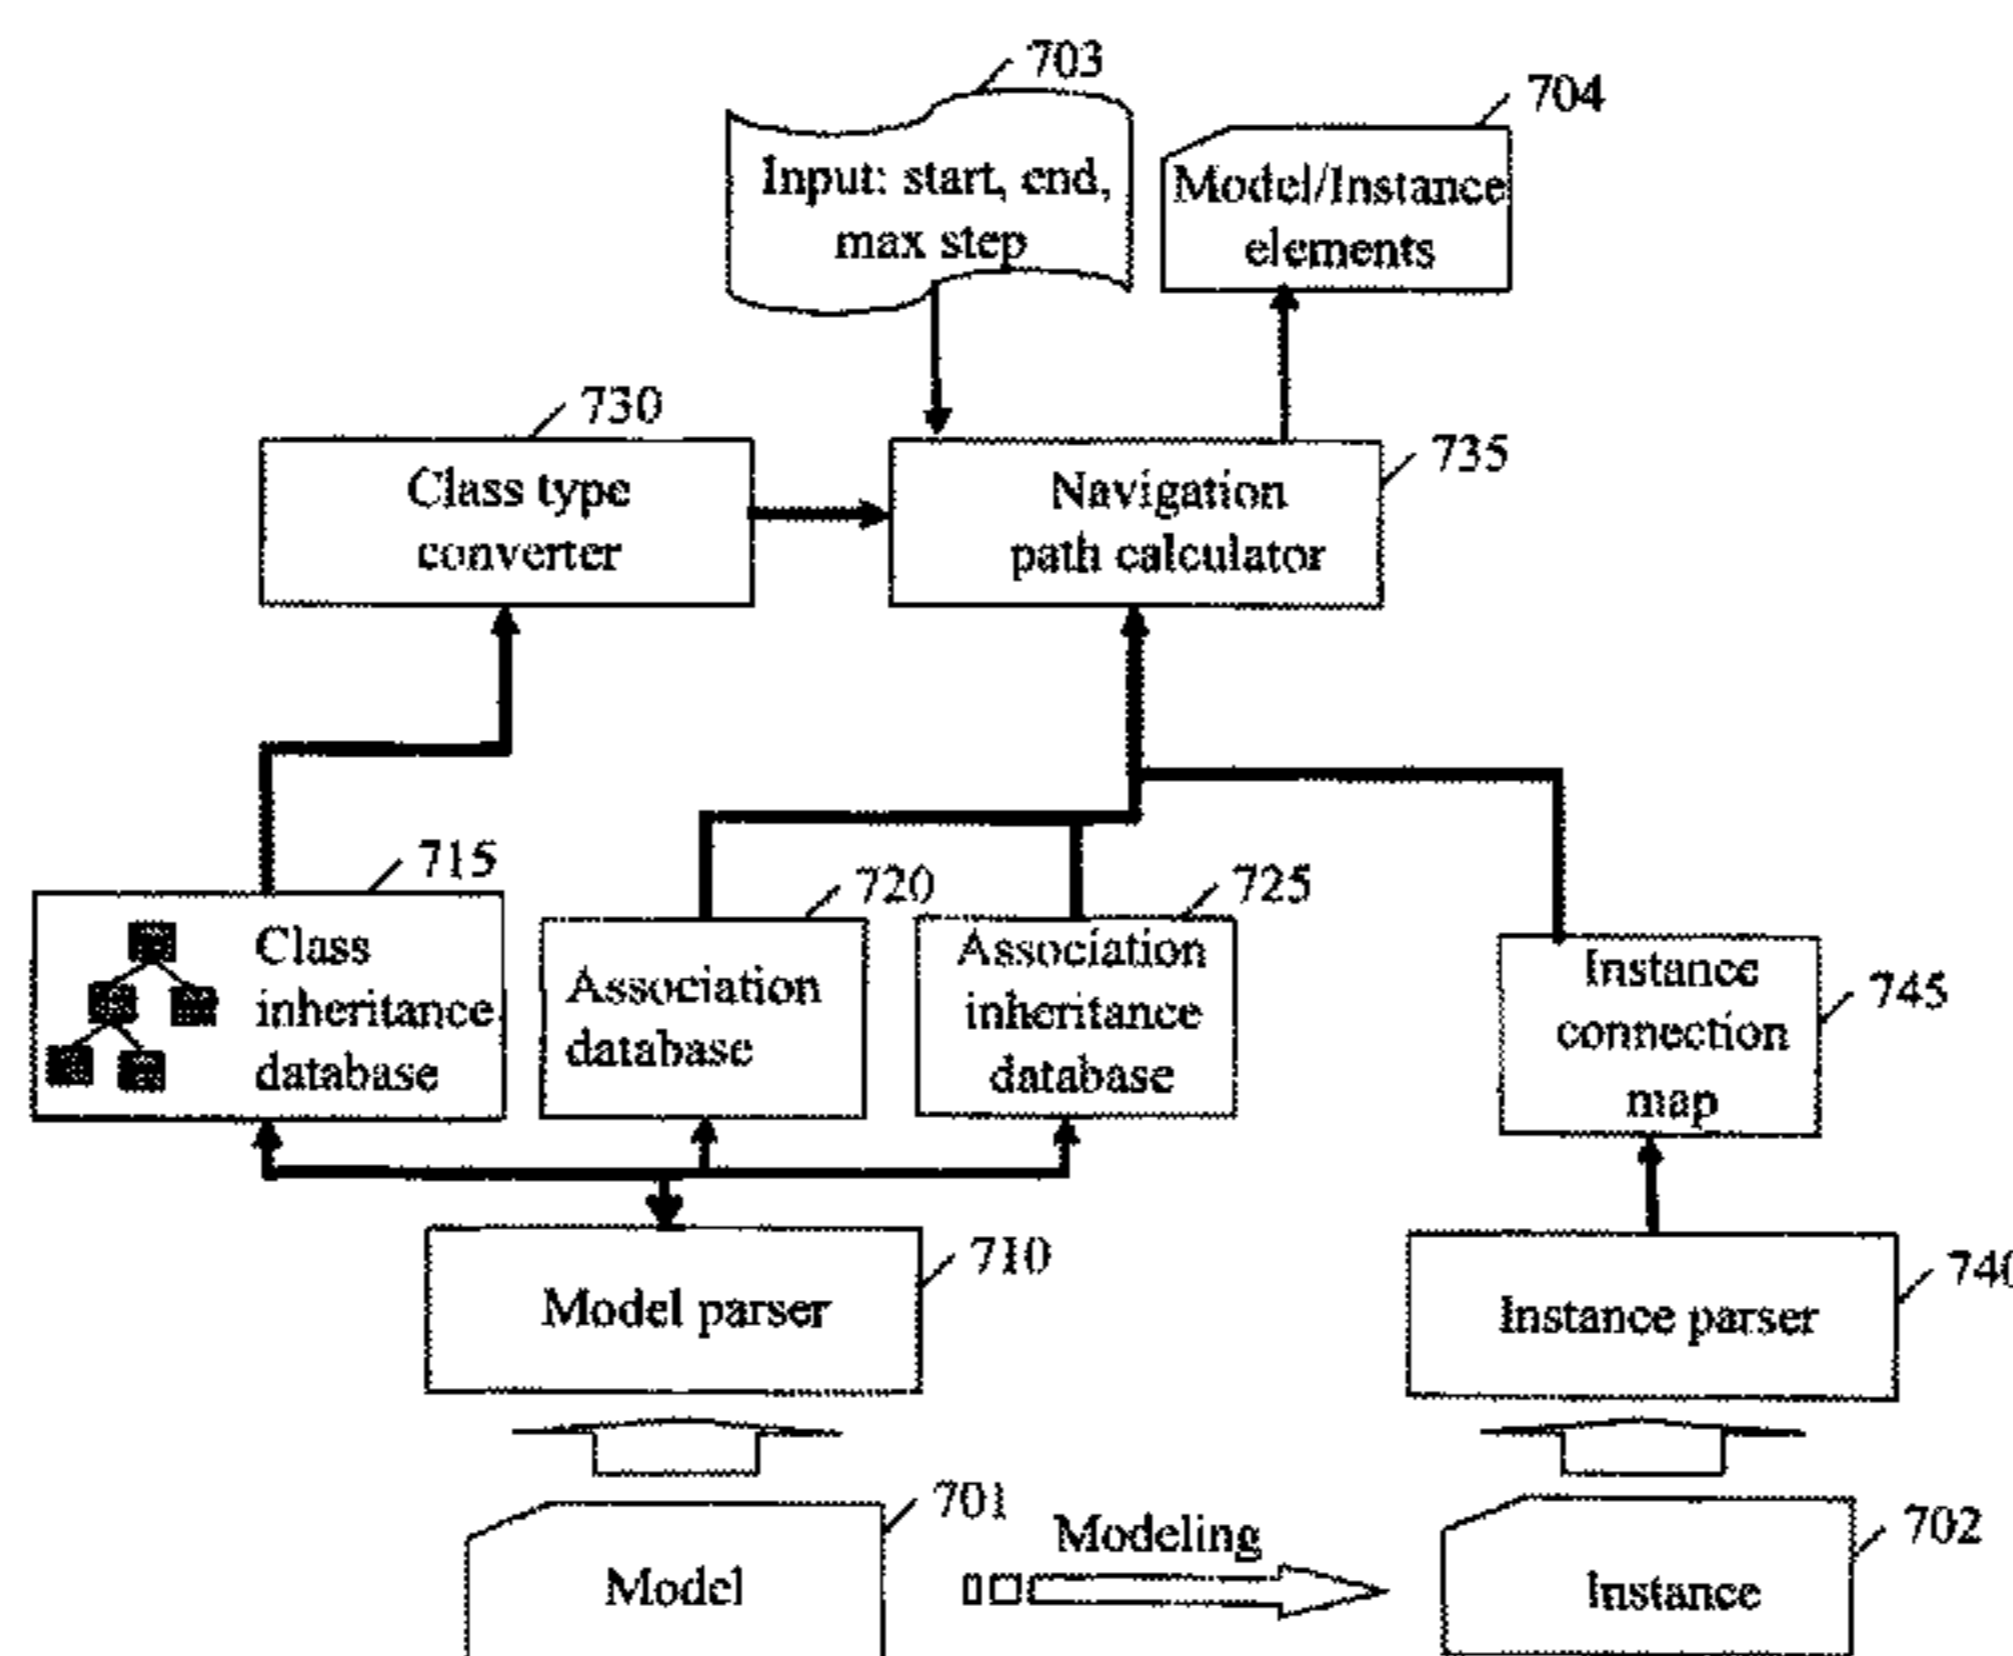 703
704
Input: start, end,
max step
Model/Instance
elements
730
735
Class type
converter
Navigation
path calculator
715
720
725
Class
inheritance
database
Association
database
Association
inheritance
database
Instance
connection
map
745
710
740
Model parser
Instance parser
701
702
Modeling
Model
Instance